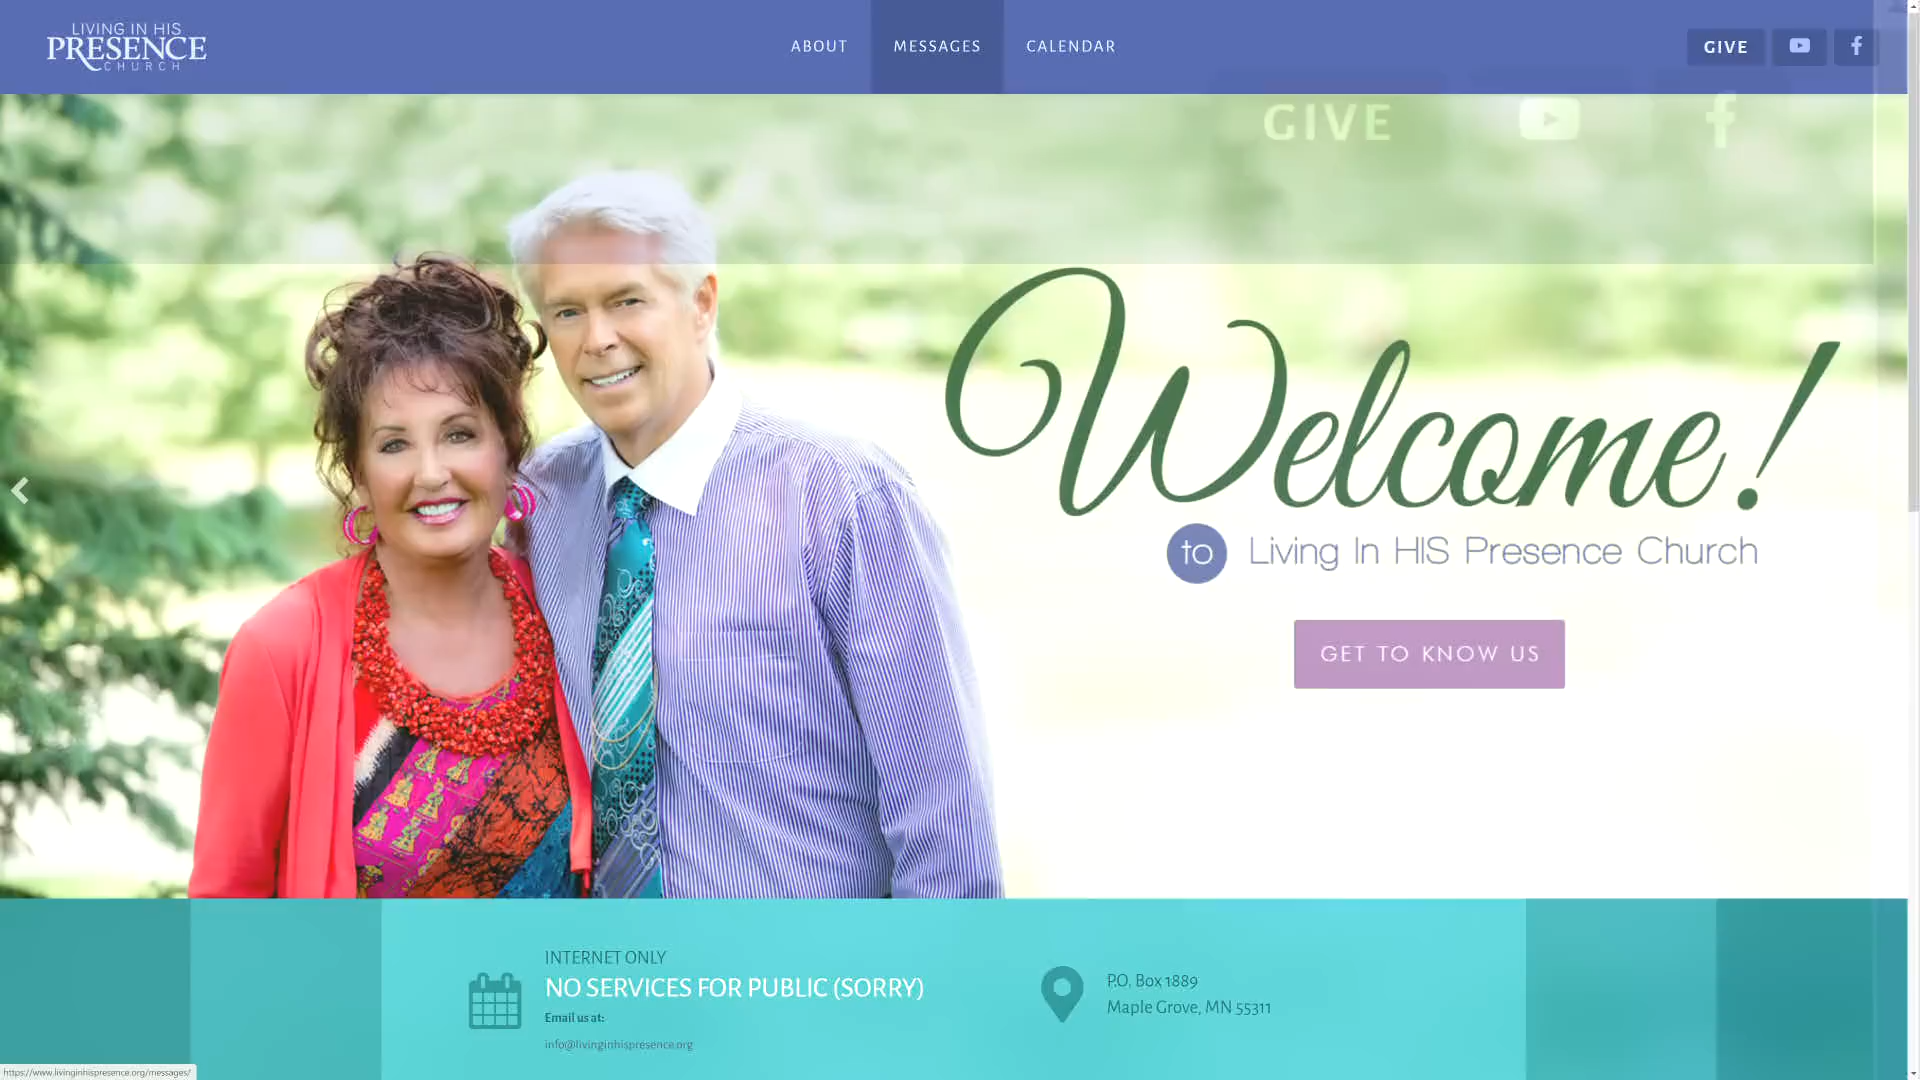 LIVING IN HIS
PRESENCE
CHURCH
ABOUT
MESSAGES
CALENDAR
GIVE
GIVE
Welcome!
to Living In HIS Presence Church
GET TO KNOW US
INTERNET ONLY
NO SERVICES FOR PUBLIC (SORRY)
Email us at:
info@livinginhispresence.org
P.O. Box 1889
Maple Grove, MN 55311
https://www.livinginhispresence.org/messages/